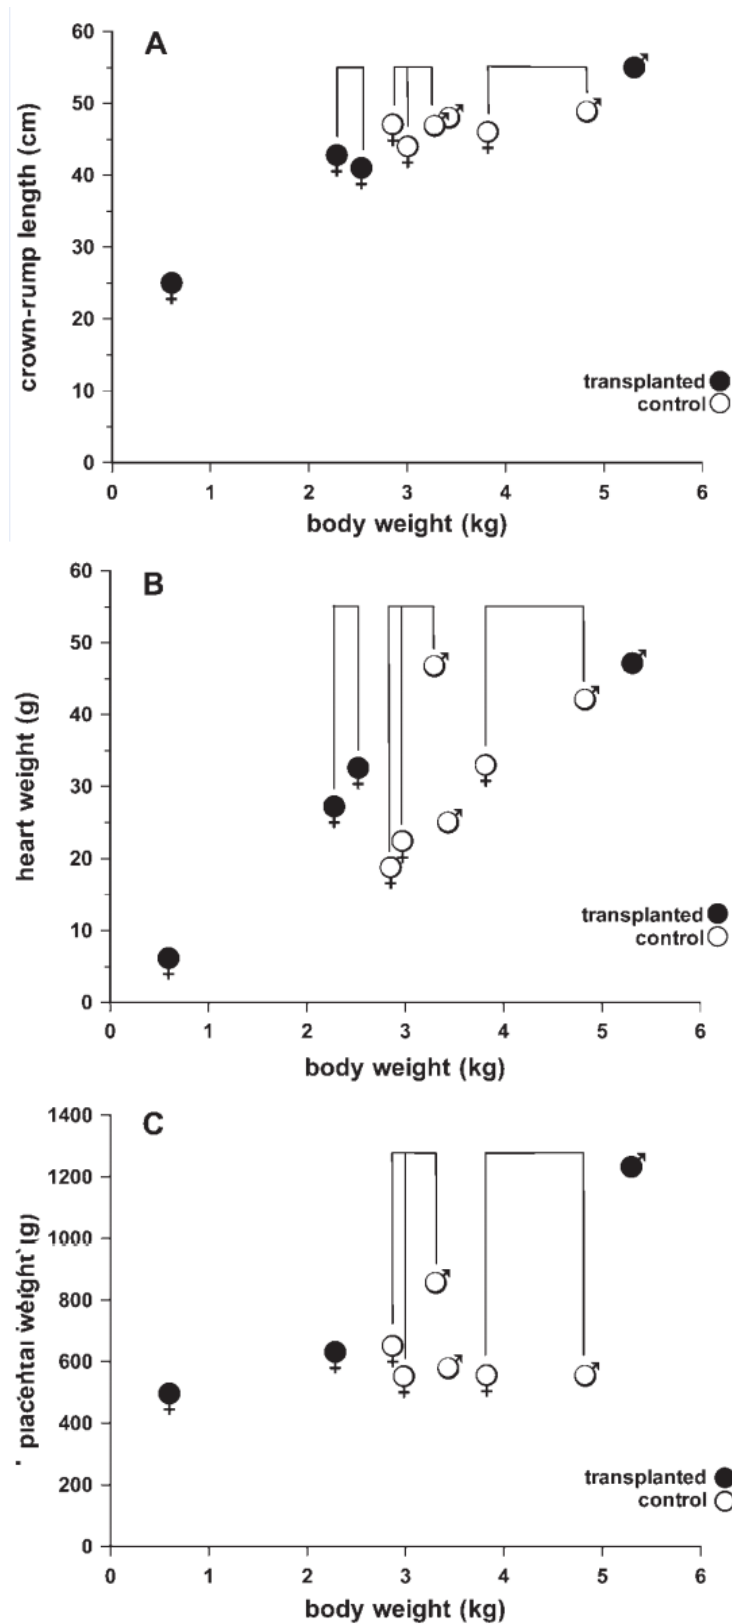 A
60
50
40
30
20
10
0
crown-rump length (cm)
♂
♀
transplanted
control
0 1 2 3 4 5 6
body weight (kg)
B
60
50
40
30
20
10
0
heart weight (g)
transplanted
control
0 1 2 3 4 5 6
body weight (kg)
C
1400
1200
1000
800
600
400
200
0
placental weight (g)
transplanted
control
0 1 2 3 4 5 6
body weight (kg)